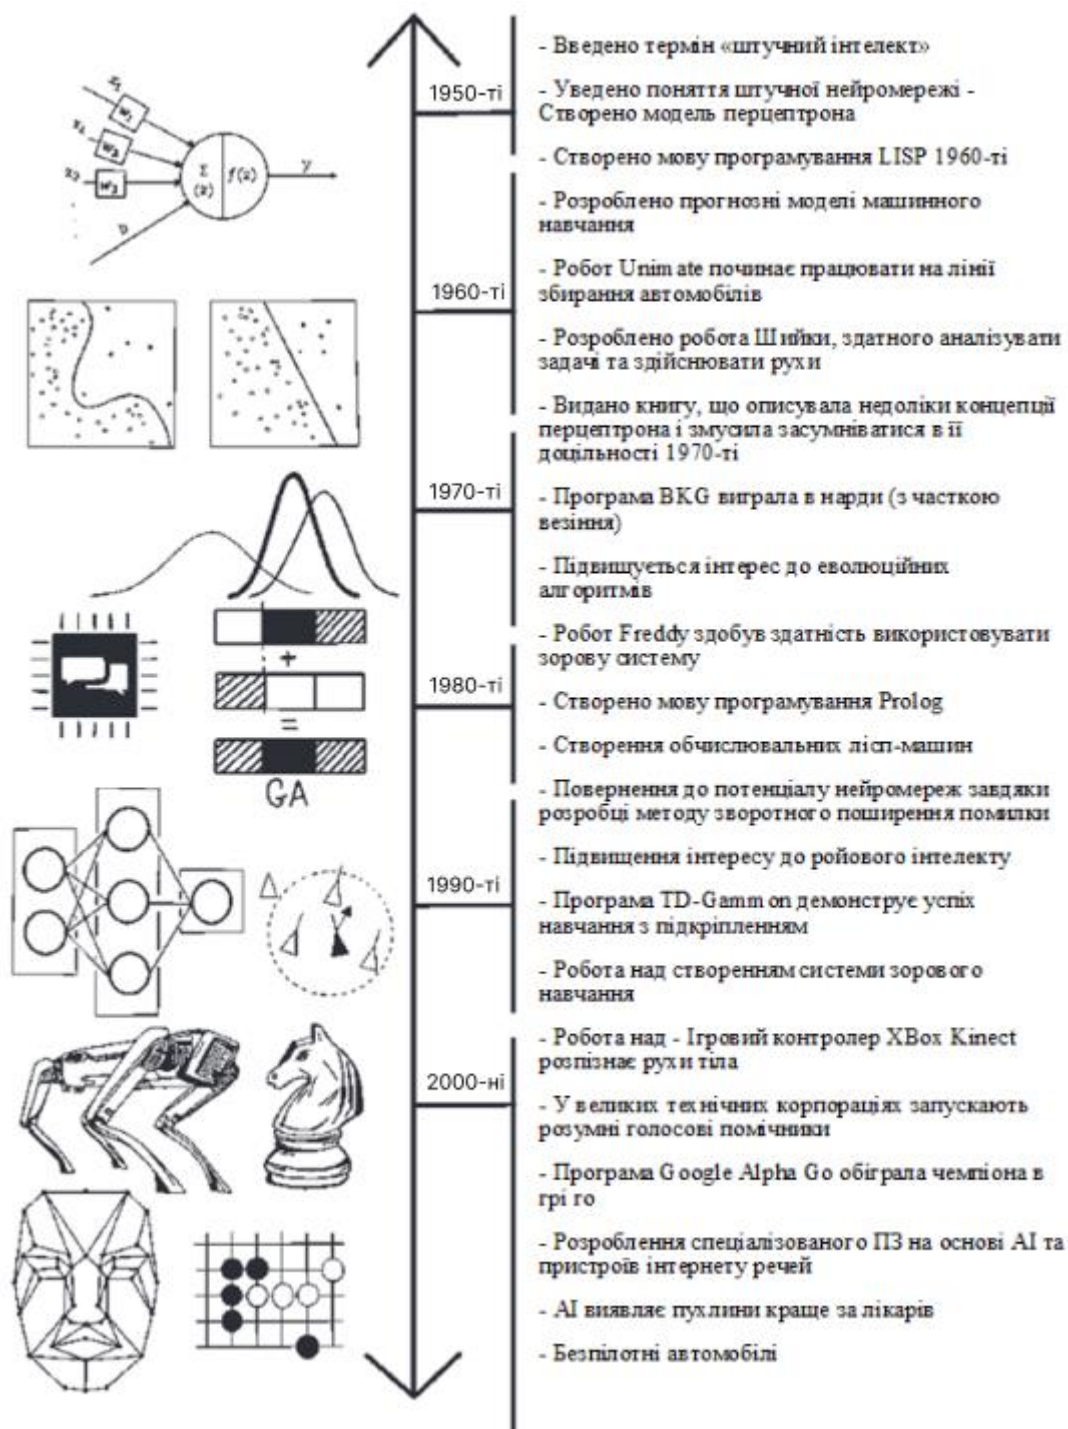 - Введено термін «штучний інтелект»
1950-ті
- Уведено поняття штучної нейромережі -
Створено модель перцептрона
- Створено мову програмування LISP 1960-ті
- Розроблено прогнозні моделі машинного
навчання
- Робот Unimate починає працювати на лінії
збирання автомобілів
1960-ті
- Розроблено робота Шийки, здатного аналізувати
задачі та здійснювати рухи
- Видано книгу, що описувала недоліки концепції
перцептрона і змусила засумніватися в її
доцільності 1970-ті
1970-ті
- Програма BKG виграла в нарди (з часткою
везіння)
- Підвищується інтерес до еволюційних
алгоритмів
- Робот Freddy здобув здатність використовувати
зорову систему
1980-ті
- Створено мову програмування Prolog
- Створення обчислювальних лісп-машин
- Повернення до потенціалу нейромереж завдяки
розробці методу зворотного поширення помилки
- Підвищення інтересу до ройового інтелекту
1990-ті
- Програма TD-Gammon демонструє успіх
навчання з підкріпленням
- Робота над створенням системи зорового
навчання
- Робота над - Ігровий контролер XBox Kinect
розпізнає рухи тіла
2000-ні
- У великих технічних корпораціях запускають
розумні голосові помічники
- Програма Google Alpha Go обіграла чемпіона в
грі го
- Розроблення спеціалізованого ПЗ на основі AI та
пристроїв інтернету речей
- AI виявляє пухлини краще за лікарів
- Безпілотні автомобілі
w1
w2
w3
Σ
(z)
f(z)
y
+
=
GA